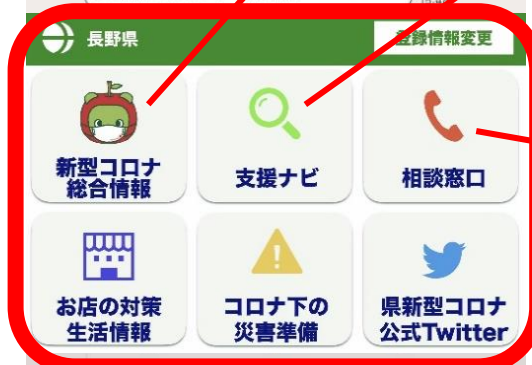 長野県
登録情報変更
新型コロナ
総合情報
支援ナビ
相談窓口
お店の対策
生活情報
コロナ下の
災害準備
県新型コロナ
公式Twitter